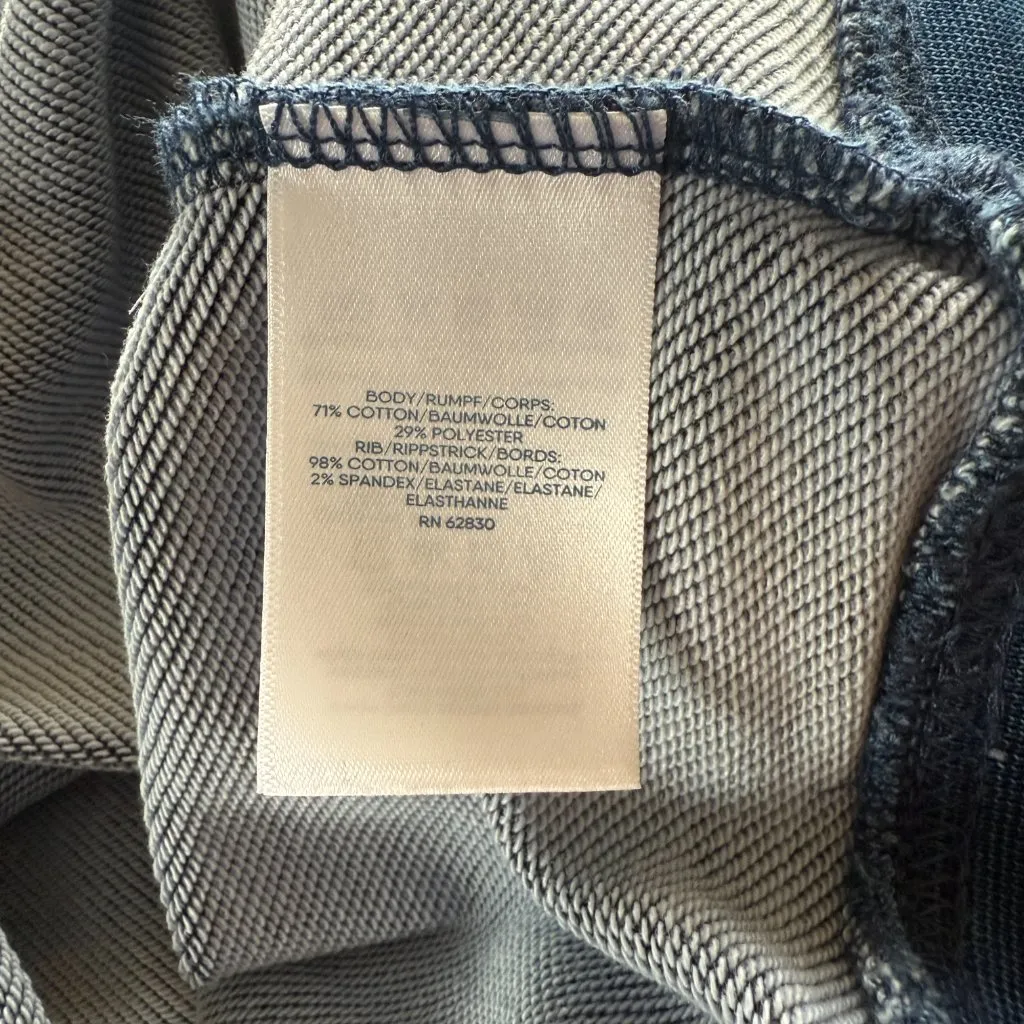 BODY/RUMPF/CORPS:
71% COTTON/BAUMWOLLE/COTON
29% POLYESTER
RIB/RIPPSTRICK/BORDS:
98% COTTON/BAUMWOLLE/COTON
2% SPANDEX/ELASTANE/ELASTANE/
ELASTHANNE
RN 62830